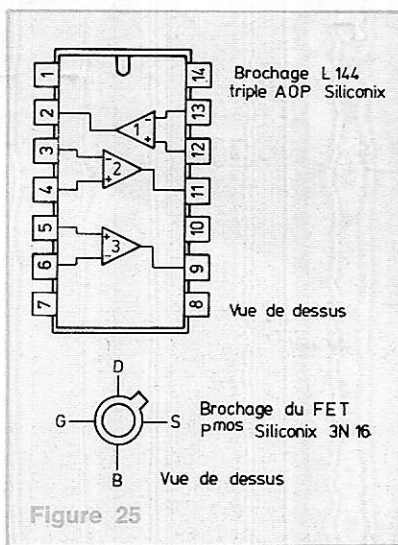 Brochage L 144
triple AOP Siliconix
1
14
2
13
- 1 +
3
12
- 2 +
4
11
5
10
+ 3 -
6
9
7
8
Vue de dessus
D
G
S
B
Brochage du FET
Pmos Siliconix 3N 16
Vue de dessus
Figure 25